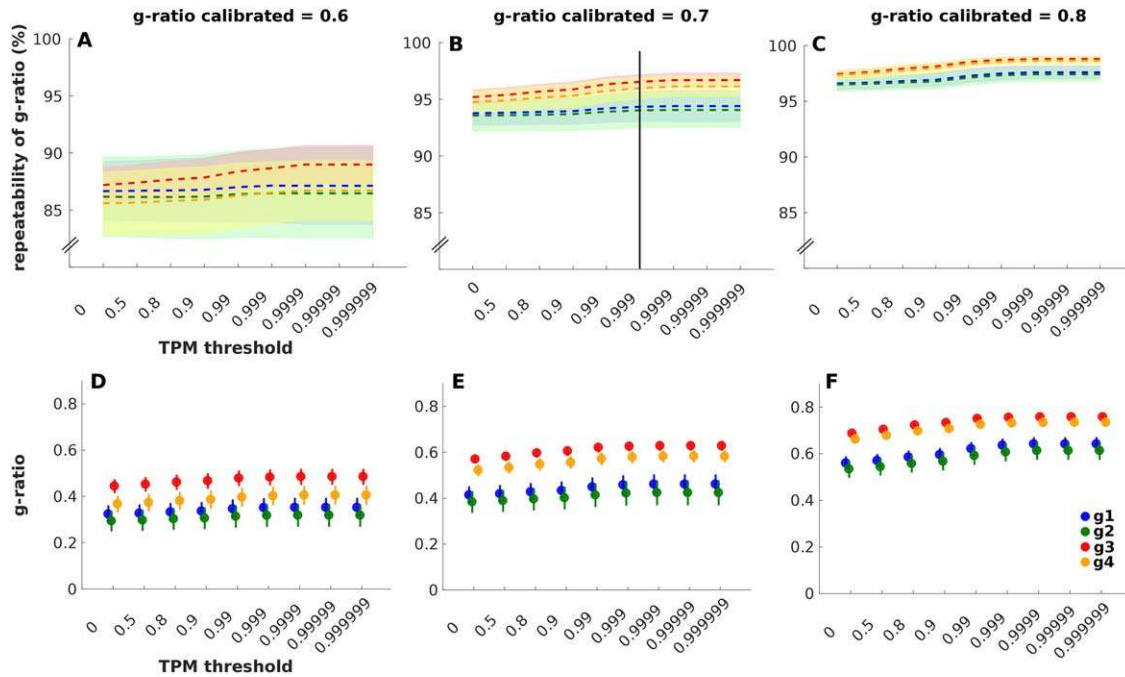 g-ratio calibrated = 0.6
g-ratio calibrated = 0.7
g-ratio calibrated = 0.8
repeatability of g-ratio (%)
A
100
95
90
85
0 0.5 0.8 0.9 0.99 0.999 0.9999 0.99999 0.999999
TPM threshold
B
100
95
90
85
0 0.5 0.8 0.9 0.99 0.999 0.9999 0.99999 0.999999
C
100
95
90
85
0 0.5 0.8 0.9 0.99 0.999 0.9999 0.99999 0.999999
g-ratio
D
0.8
0.6
0.4
0.2
0
0 0.5 0.8 0.9 0.99 0.999 0.9999 0.99999 0.999999
TPM threshold
E
0.8
0.6
0.4
0.2
0
0 0.5 0.8 0.9 0.99 0.999 0.9999 0.99999 0.999999
F
0.8
0.6
0.4
0.2
0
0 0.5 0.8 0.9 0.99 0.999 0.9999 0.99999 0.999999
g1
g2
g3
g4